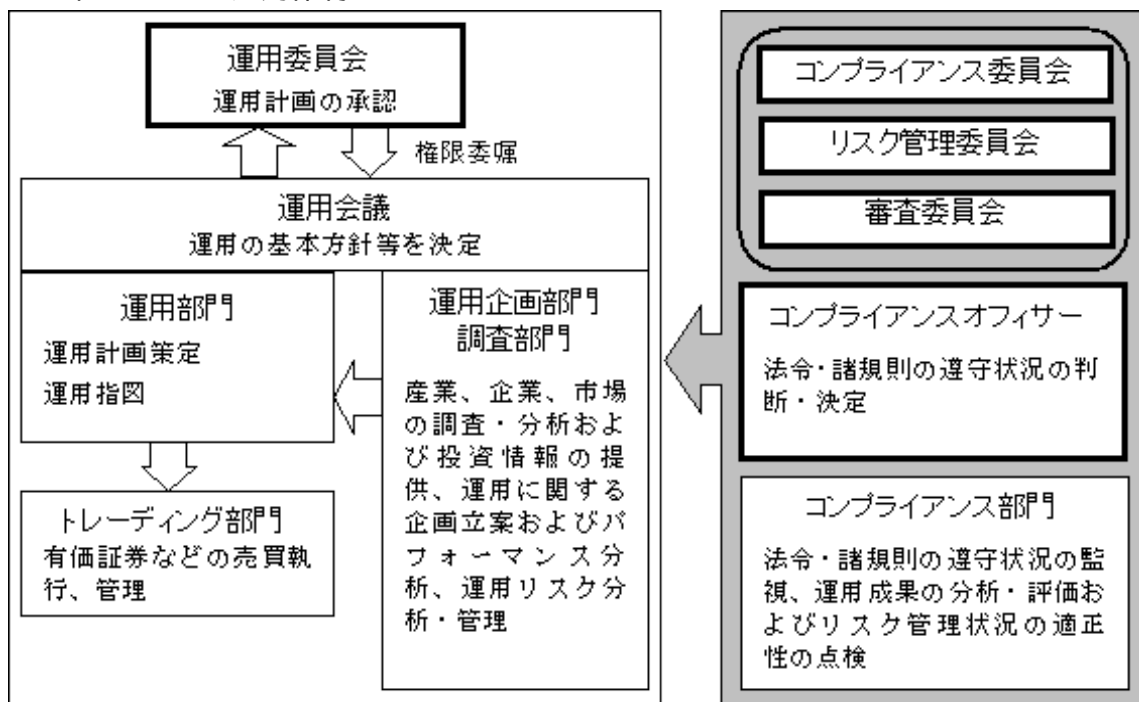 運用委員会
運用計画の承認
権限委嘱
運用会議
運用の基本方針等を決定
運用部門
運用計画策定
運用指図
運用企画部門
調査部門
産業、企業、市場
の調査・分析およ
び投資情報の提
供、運用に関する
企画立案およびパ
フォーマンス分
析、運用リスク分
析・管理
トレーディング部門
有価証券などの売買執
行、管理
コンプライアンス委員会
リスク管理委員会
審査委員会
コンプライアンスオフィサー
法令・諸規則の遵守状況の判
断・決定
コンプライアンス部門
法令・諸規則の遵守状況の監
視、運用成果の分析・評価お
よびリスク管理状況の適正
性の点検